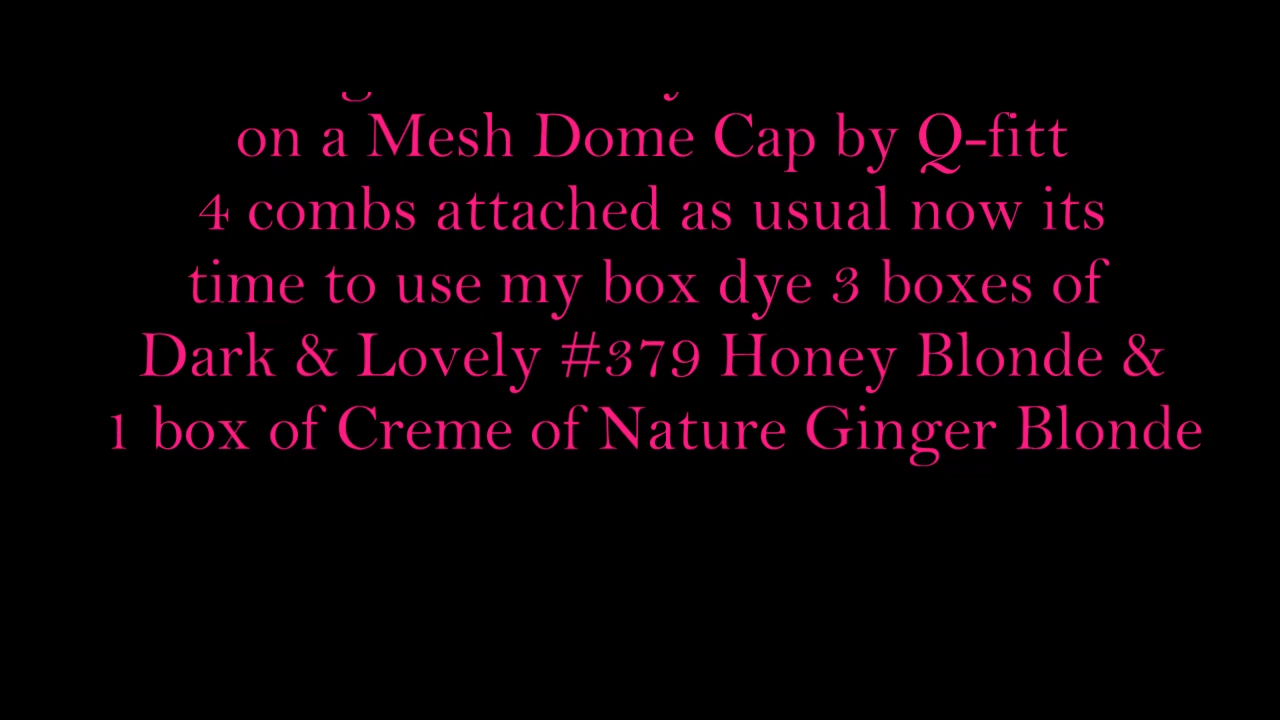 on a Mesh Dome Cap by Q-fitt
4 combs attached as usual now its
time to use my box dye 3 boxes of
Dark & Lovely #379 Honey Blonde &
1 box of Creme of Nature Ginger Blonde